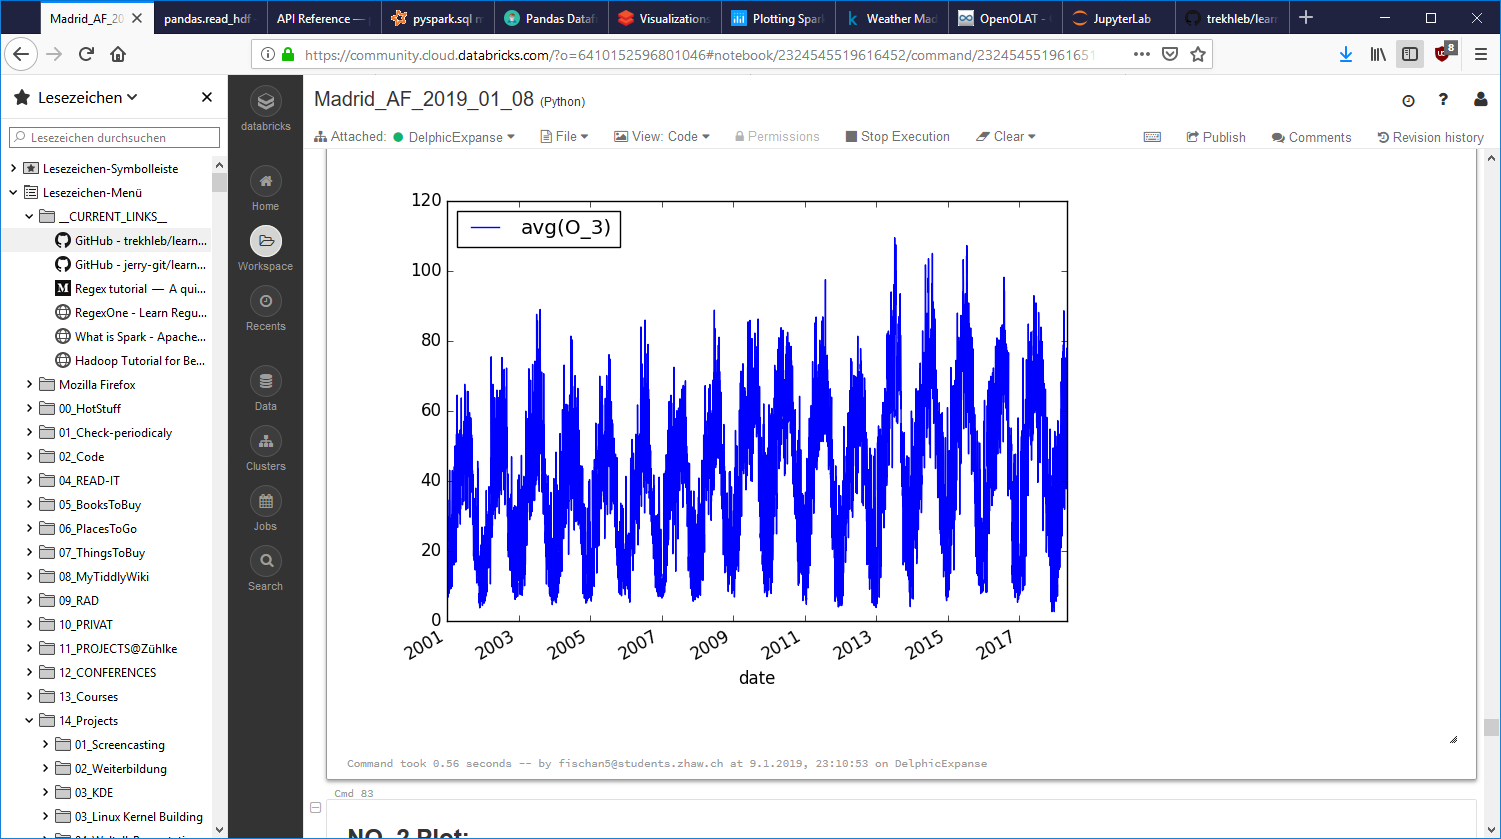 Madrid_AF_20
pandas.read_hdf
API Reference —
pyspark.sql m
Pandas Dataf
Visualizations
Plotting Spark
Weather Mad
OpenOLAT -
JupyterLab
trekhleb/learn
https://community.cloud.databricks.com/?o=6410152596801046#notebook/2324545519616452/command/232454551961651
8
Lesezeichen
Lesezeichen durchsuchen
Lesezeichen-Symbolleiste
Lesezeichen-Menü
__CURRENT_LINKS__
GitHub - trekhleb/learn...
GitHub - jerry-git/learn...
Regex tutorial — A qui...
RegexOne - Learn Regu...
What is Spark - Apache...
Hadoop Tutorial for Be...
Mozilla Firefox
00_HotStuff
01_Check-periodicaly
02_Code
04_READ-IT
05_BooksToBuy
06_PlacesToGo
07_ThingsToBuy
08_MyTiddlyWiki
09_RAD
10_PRIVAT
11_PROJECTS@Zühlke
12_CONFERENCES
13_Courses
14_Projects
01_Screencasting
02_Weiterbildung
03_KDE
03_Linux Kernel Building
databricks
Home
Workspace
Recents
Data
Clusters
Jobs
Search
Madrid_AF_2019_01_08 (Python)
Attached: DelphicExpanse File View: Code Permissions Stop Execution Clear Publish Comments Revision history
avg(O_3)
120
100
80
60
40
20
0
2001 2003 2005 2007 2009 2011 2013 2015 2017
date
Command took 0.56 seconds -- by fischan5@students.zhaw.ch at 9.1.2019, 23:10:53 on DelphicExpanse
Cmd 83
NO_2 Plot: